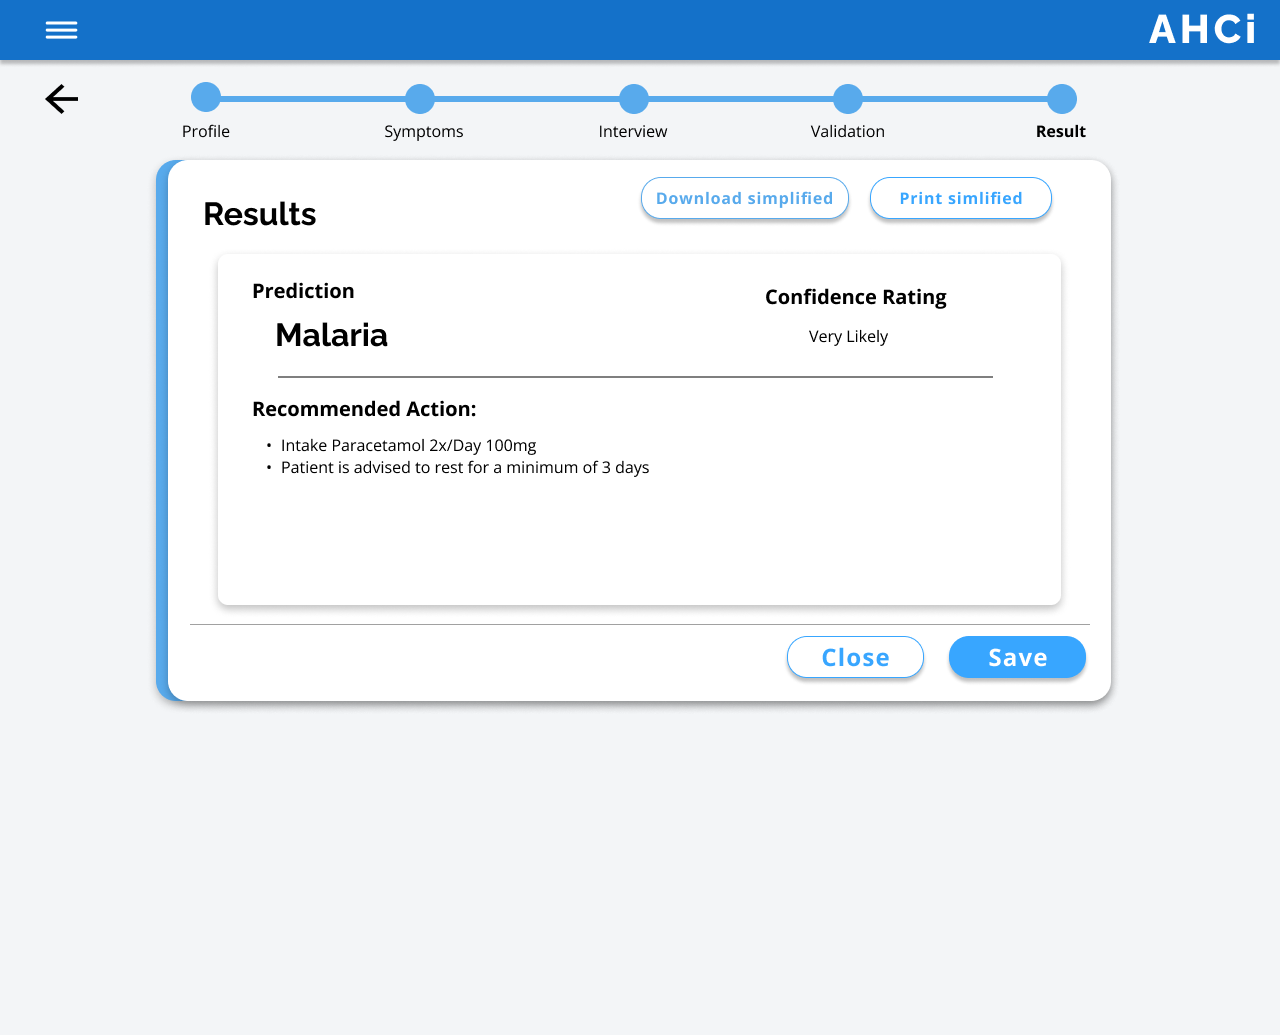 AHCi
Profile
Symptoms
Interview
Validation
Result
Results
Download simplified
Print simlified
Prediction
Confidence Rating
Malaria
Very Likely
Recommended Action:
• Intake Paracetamol 2x/Day 100mg
• Patient is advised to rest for a minimum of 3 days
Close
Save